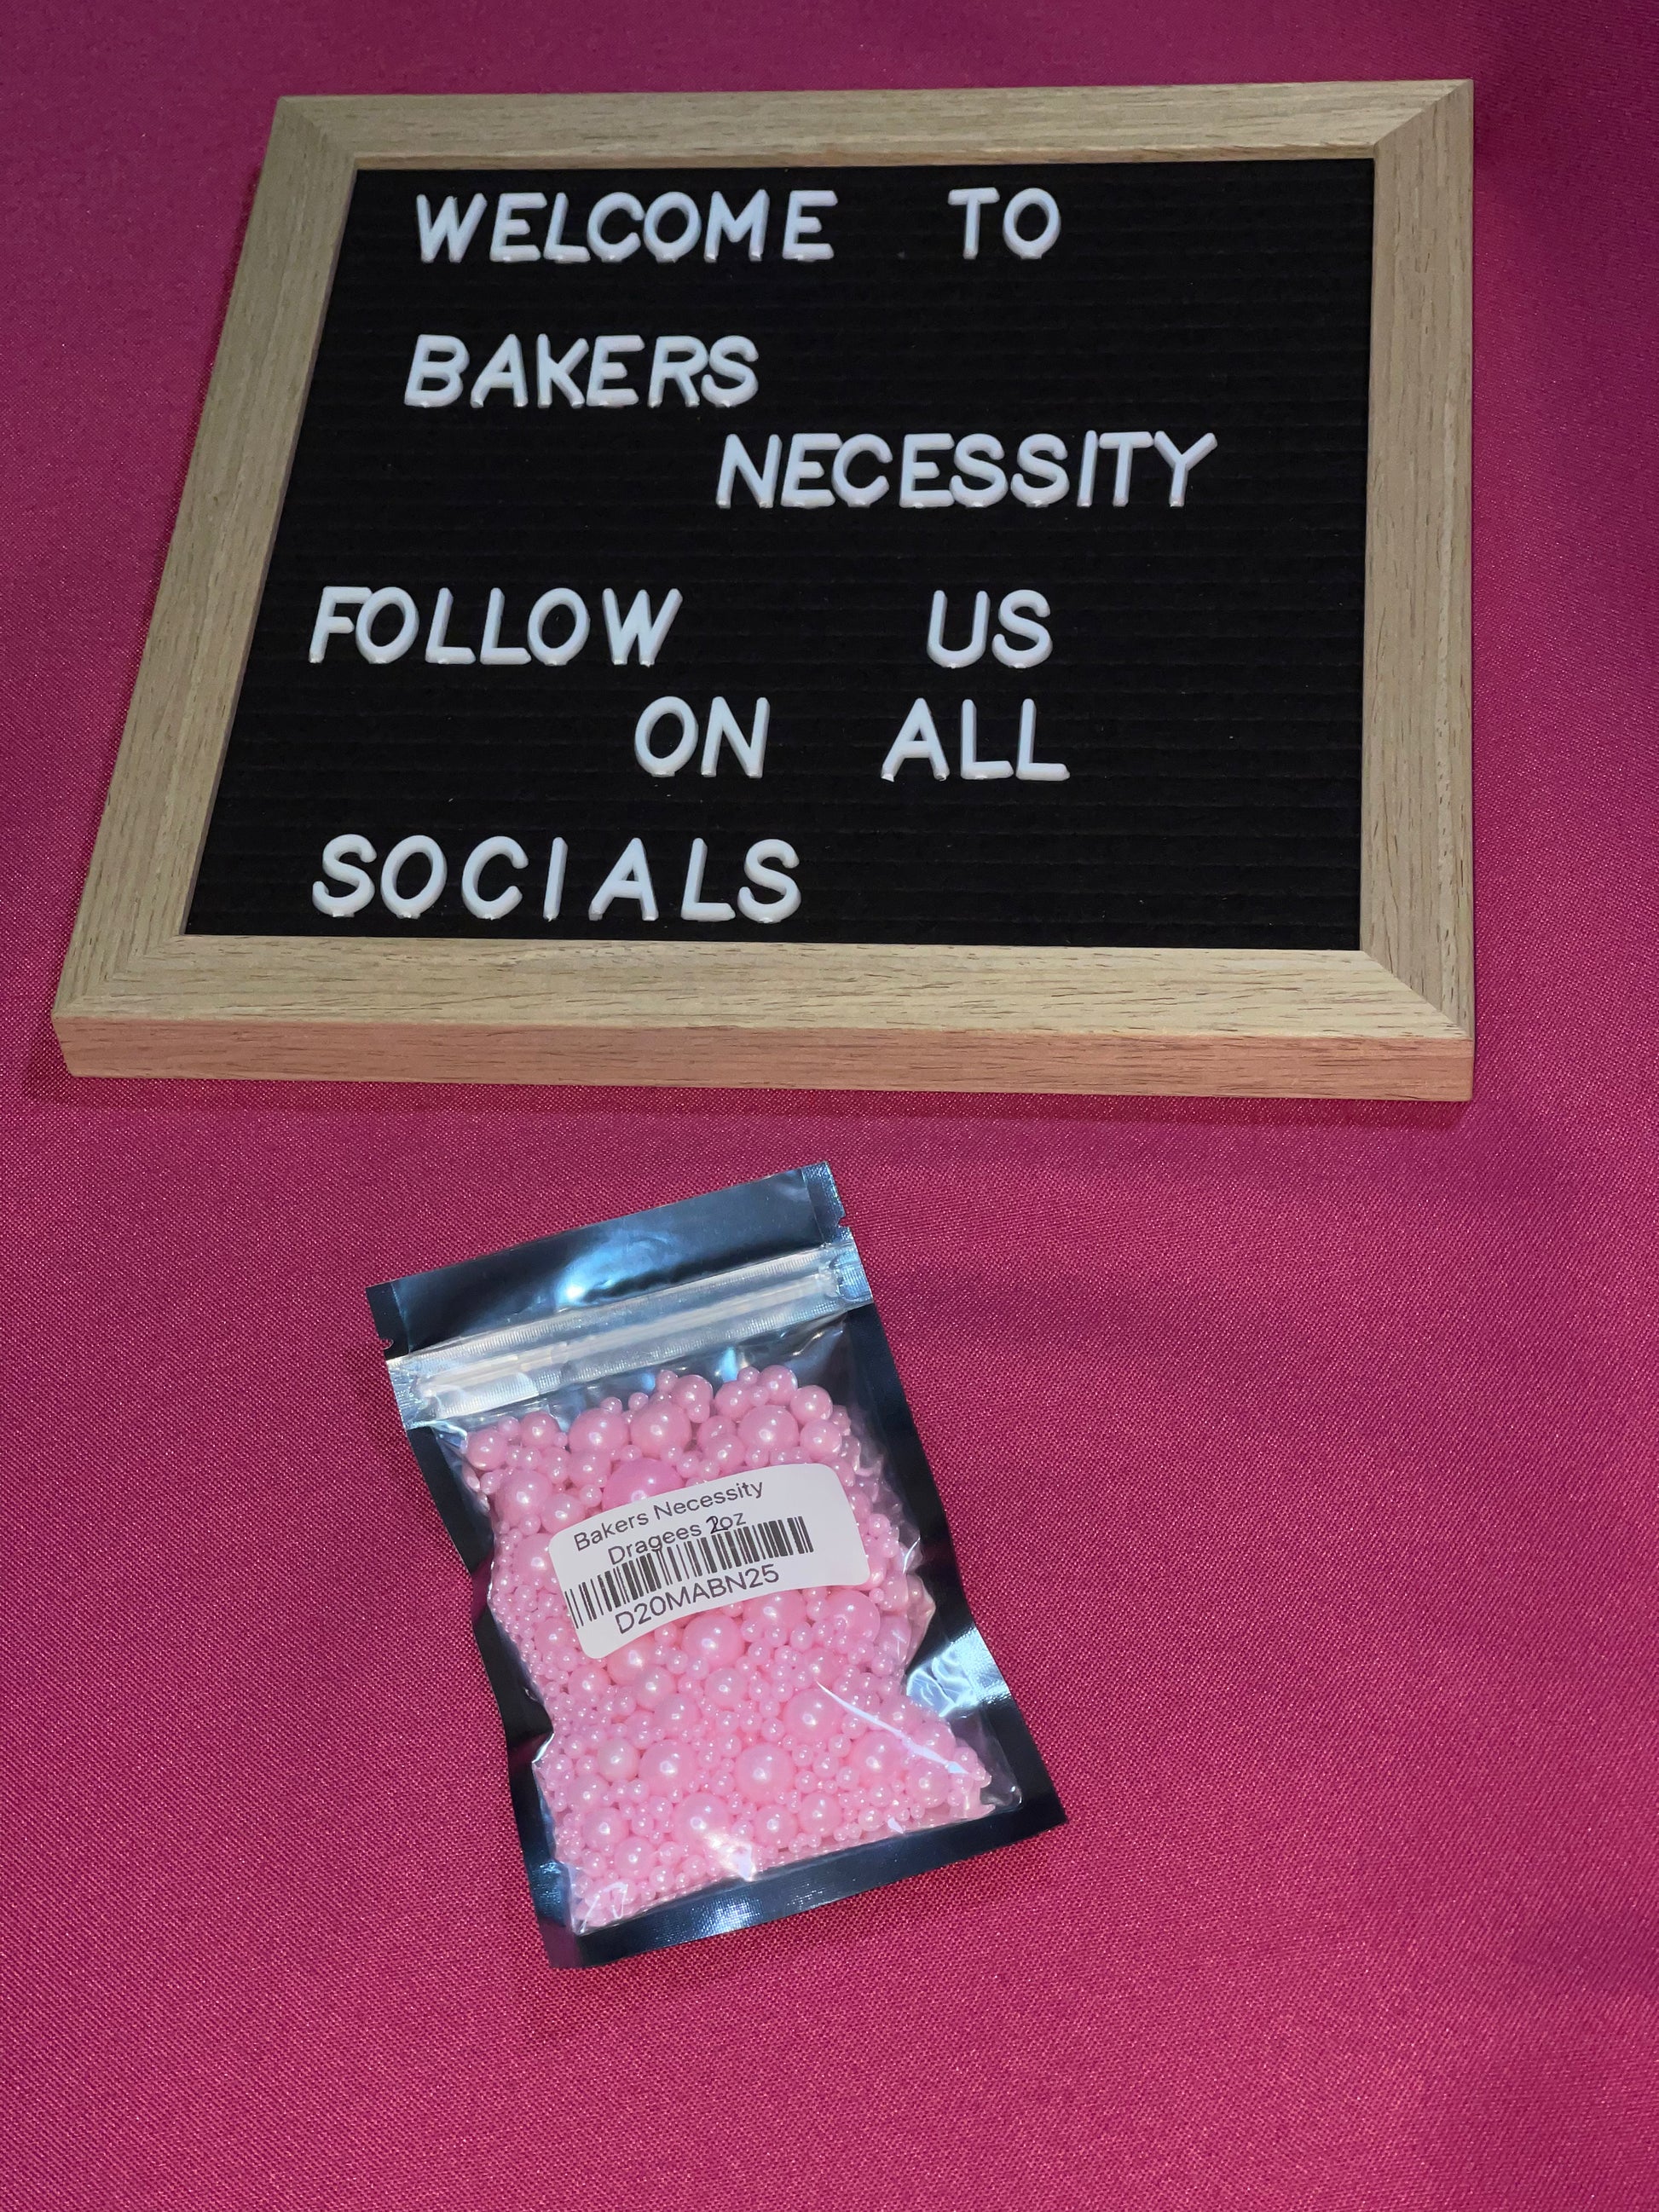 WELCOME TO
BAKERS
NECESSITY
FOLLOW US
ON ALL
SOCIALS
Bakers Necessity
Dragees 2oz
D20MABN25